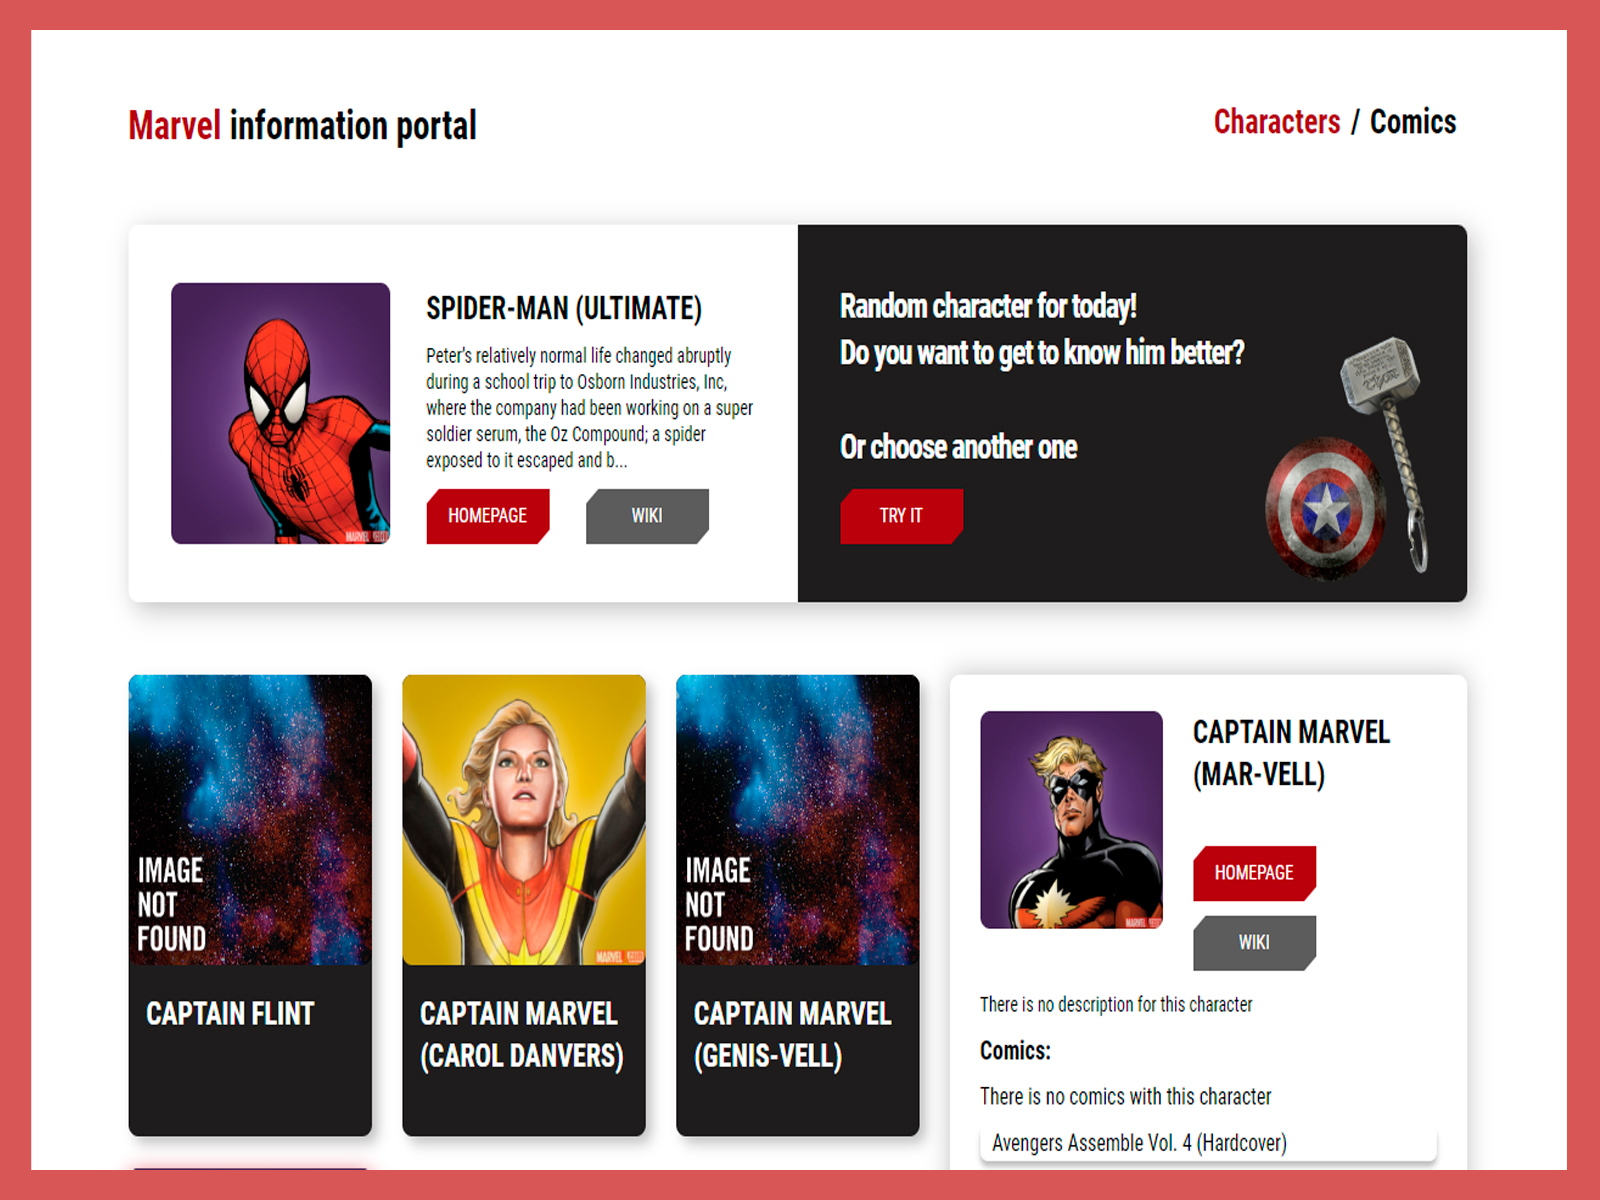 Marvel information portal
Characters / Comics
SPIDER-MAN (ULTIMATE)
Peter's relatively normal life changed abruptly
during a school trip to Osborn Industries, Inc,
where the company had been working on a super
soldier serum, the Oz Compound; a spider
exposed to it escaped and b...
HOMEPAGE
WIKI
MARVEL
Random character for today!
Do you want to get to know him better?
Or choose another one
TRY IT
IMAGE
NOT
FOUND
CAPTAIN FLINT
MARVEL
CAPTAIN MARVEL
(CAROL DANVERS)
IMAGE
NOT
FOUND
CAPTAIN MARVEL
(GENIS-VELL)
MARVEL
CAPTAIN MARVEL
(MAR-VELL)
HOMEPAGE
WIKI
There is no description for this character
Comics:
There is no comics with this character
Avengers Assemble Vol. 4 (Hardcover)